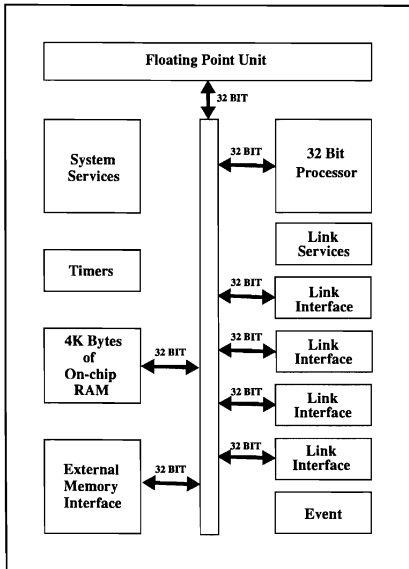 Floating Point Unit
32 BIT
System
Services
32 BIT
32 Bit
Processor
Link
Services
Timers
32 BIT
Link
Interface
4K Bytes
of
On-chip
RAM
32 BIT
32 BIT
Link
Interface
32 BIT
Link
Interface
External
Memory
Interface
32 BIT
32 BIT
Link
Interface
Event